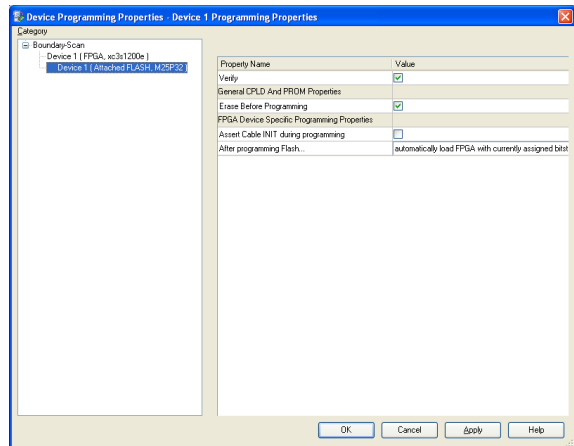 Device Programming Properties - Device 1 Programming Properties
Category
Boundary-Scan
Device 1 ( FPGA, xc3s1200e )
Device 1 ( Attached FLASH, M25P32 )
Property Name Value
Verify
General CPLD And PROM Properties
Erase Before Programming
FPGA Device Specific Programming Properties
Assert Cable INIT during programming
After programming Flash... automatically load FPGA with currently assigned bitst
OK Cancel Apply Help